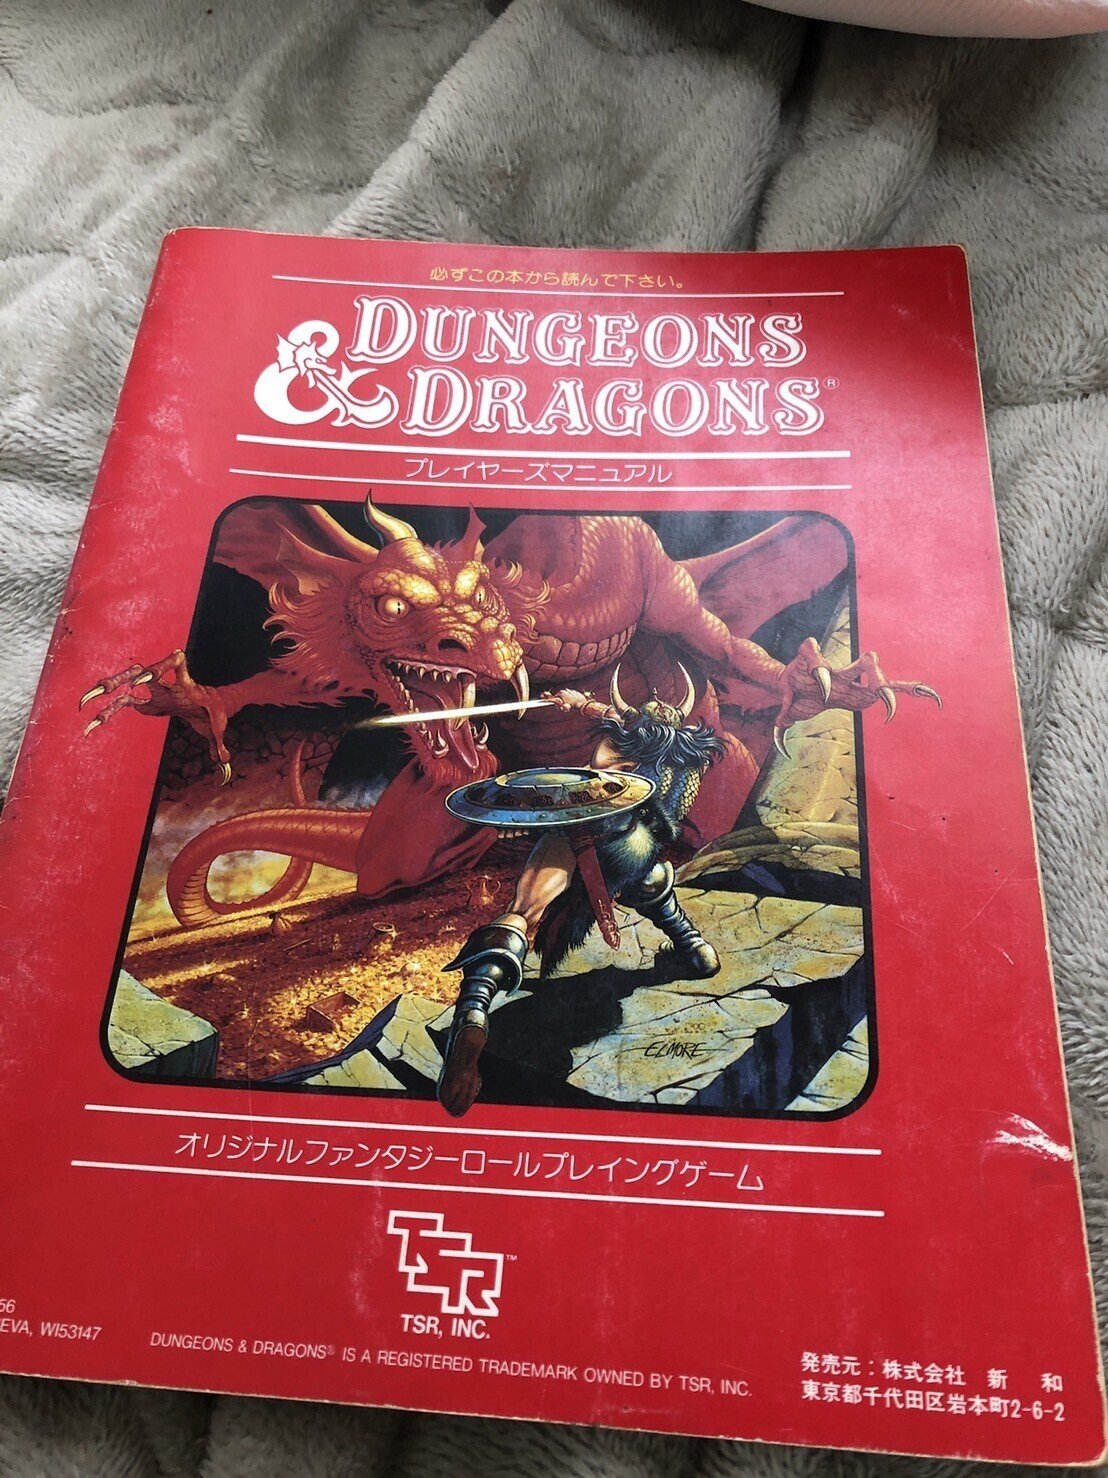 必ずこの本から読んで下さい。
DUNGEONS
& DRAGONS®
プレイヤーズマニュアル
ELMORE
オリジナルファンタジーロールプレイングゲーム
TSR™
TSR, INC.
56
EVA, WI53147
DUNGEONS & DRAGONS® IS A REGISTERED TRADEMARK OWNED BY TSR, INC.
発売元：株式会社 新 和
東京都千代田区岩本町2-6-2